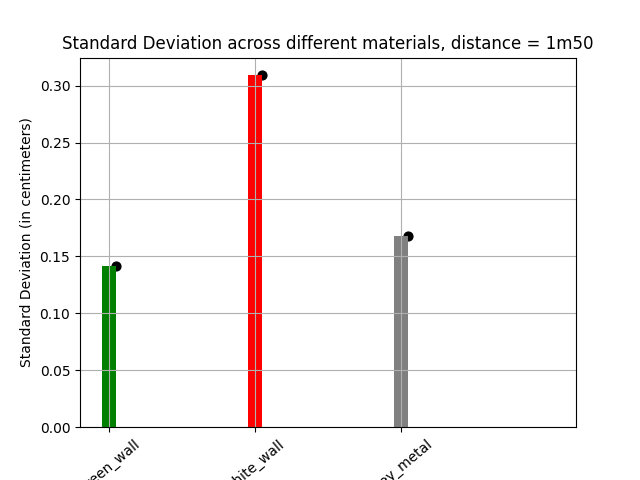 Standard Deviation across different materials, distance = 1m50
Standard Deviation (in centimeters)
0.30
0.25
0.20
0.15
0.10
0.05
0.00
een_wall
hite_wall
y_metal